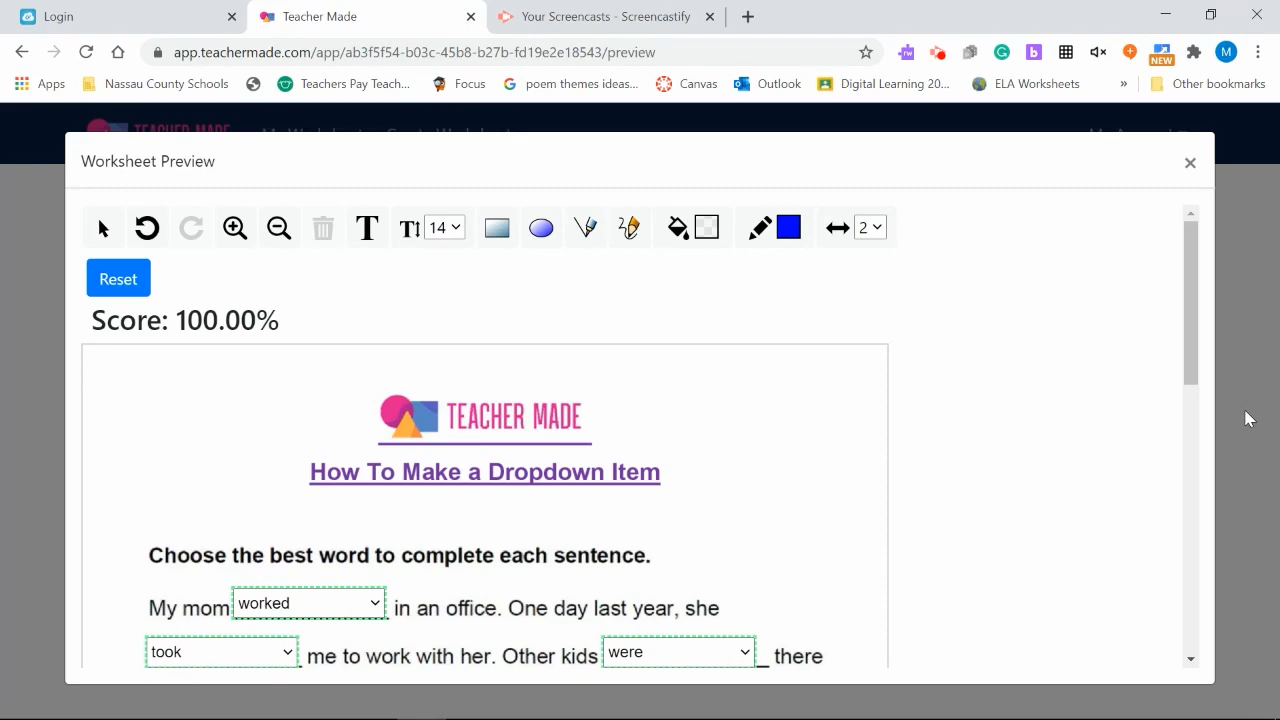 Login
Teacher Made
Your Screencasts - Screencastify
app.teachermade.com/app/ab3f5f54-b03c-45b8-b27b-fd19e2e18543/preview
NEW
M
Apps
Nassau County Schools
Teachers Pay Teach...
Focus
poem themes ideas...
Canvas
Outlook
Digital Learning 20...
ELA Worksheets
»
Other bookmarks
Worksheet Preview
×
T
T
14
2
Reset
Score: 100.00%
TEACHER MADE
How To Make a Dropdown Item
Choose the best word to complete each sentence.
My mom worked in an office. One day last year, she
took me to work with her. Other kids were _ there